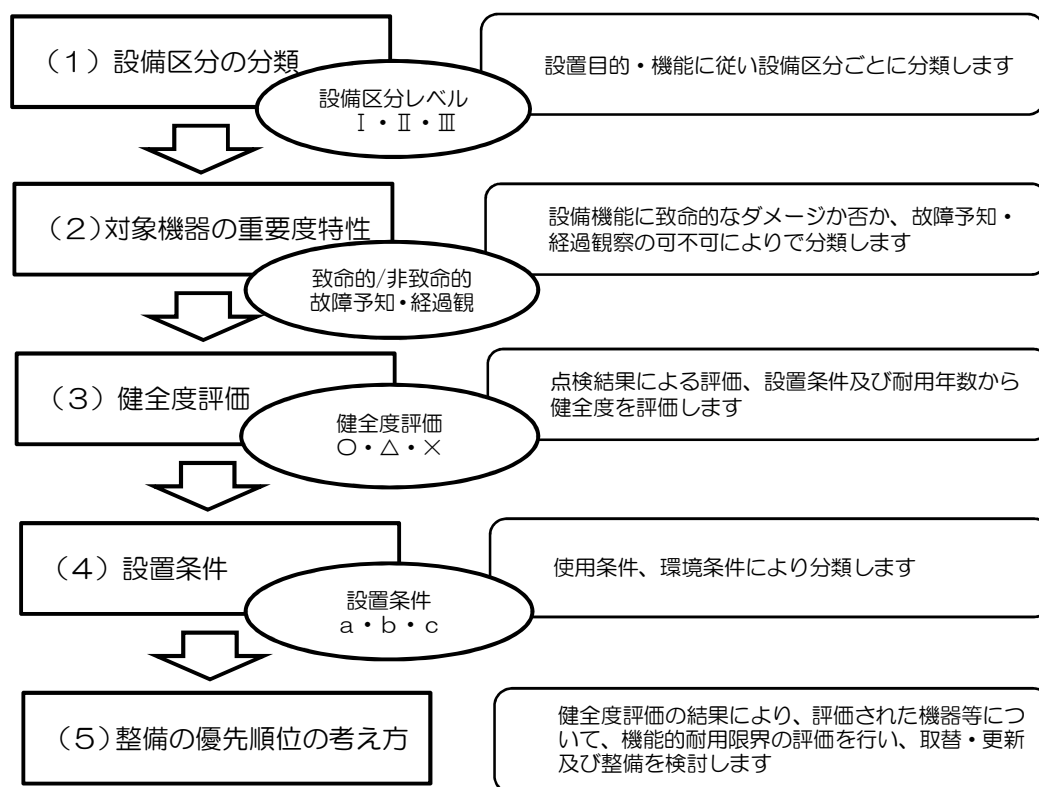 (1)設備区分の分類
設備区分レベル
Ⅰ・Ⅱ・Ⅲ
設置目的・機能に従い設備区分ごとに分類します
(2)対象機器の重要度特性
致命的/非致命的
故障予知・経過観
設備機能に致命的なダメージか否か、故障予知・
経過観察の可不可によりで分類します
(3)健全度評価
健全度評価
○・△・×
点検結果による評価、設置条件及び耐用年数から
健全度を評価します
(4)設置条件
設置条件
a・b・c
使用条件、環境条件により分類します
(5)整備の優先順位の考え方
健全度評価の結果により、評価された機器等につ
いて、機能的耐用限界の評価を行い、取替・更新
及び整備を検討します